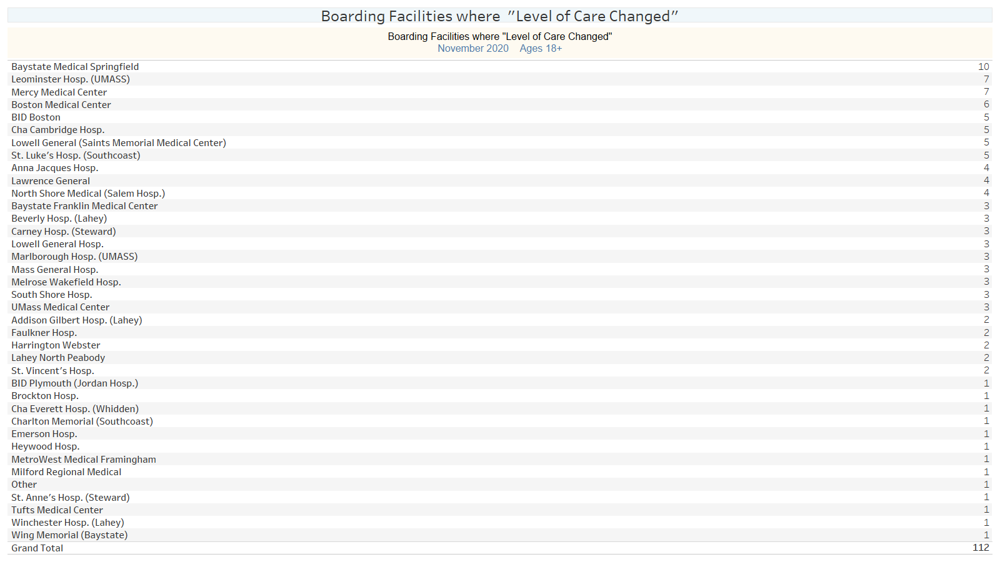 Boarding Facilities where "Level of Care Changed"
Boarding Facilities where "Level of Care Changed"
November 2020 Ages 18+
Baystate Medical Springfield 10
Leominster Hosp. (UMASS) 7
Mercy Medical Center 7
Boston Medical Center 6
BID Boston 5
Cha Cambridge Hosp. 5
Lowell General (Saints Memorial Medical Center) 5
St. Luke's Hosp. (Southcoast) 5
Anna Jacques Hosp. 4
Lawrence General 4
North Shore Medical (Salem Hosp.) 4
Baystate Franklin Medical Center 3
Beverly Hosp. (Lahey) 3
Carney Hosp. (Steward) 3
Lowell General Hosp. 3
Marlborough Hosp. (UMASS) 3
Mass General Hosp. 3
Melrose Wakefield Hosp. 3
South Shore Hosp. 3
UMass Medical Center 3
Addison Gilbert Hosp. (Lahey) 2
Faulkner Hosp. 2
Harrington Webster 2
Lahey North Peabody 2
St. Vincent's Hosp. 2
BID Plymouth (Jordan Hosp.) 1
Brockton Hosp. 1
Cha Everett Hosp. (Whidden) 1
Charlton Memorial (Southcoast) 1
Emerson Hosp. 1
Heywood Hosp. 1
MetroWest Medical Framingham 1
Milford Regional Medical 1
Other 1
St. Anne's Hosp. (Steward) 1
Tufts Medical Center 1
Winchester Hosp. (Lahey) 1
Wing Memorial (Baystate) 1
Grand Total 112